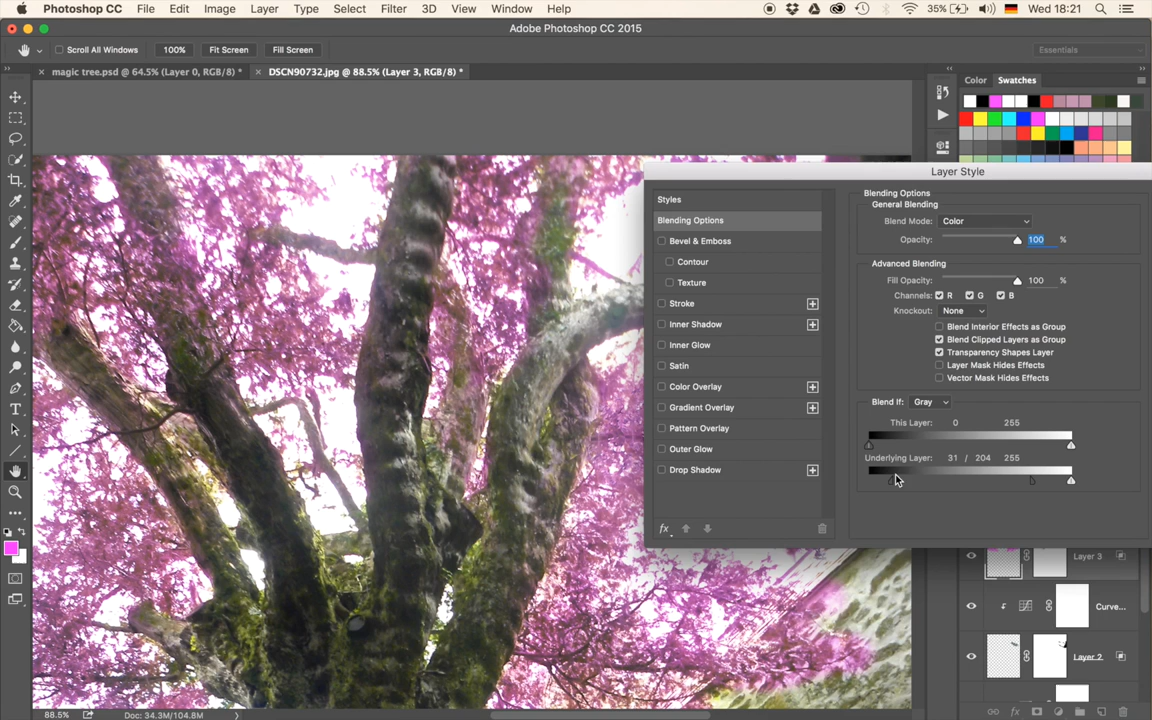 Photoshop CC File Edit Image Layer Type Select Filter 3D View Window Help 35% Wed 18:21
Adobe Photoshop CC 2015
Scroll All Windows 100% Fit Screen Fill Screen Essentials
× magic tree.psd @ 64.5% (Layer 0, RGB/8) * × DSCN90732.jpg @ 88.5% (Layer 3, RGB/8) *
Color Swatches
Layer Style
Styles
Blending Options
Bevel & Emboss
Contour
Texture
Stroke
Inner Shadow
Inner Glow
Satin
Color Overlay
Gradient Overlay
Pattern Overlay
Outer Glow
Drop Shadow
fx
Blending Options
General Blending
Blend Mode: Color
Opacity: 100 %
Advanced Blending
Fill Opacity: 100 %
Channels: R G B
Knockout: None
Blend Interior Effects as Group
Blend Clipped Layers as Group
Transparency Shapes Layer
Layer Mask Hides Effects
Vector Mask Hides Effects
Blend If: Gray
This Layer: 0 255
Underlying Layer: 31 / 204 255
Layer 3
Curve...
Layer 2
fx
88.5% Doc: 34.3M/104.8M